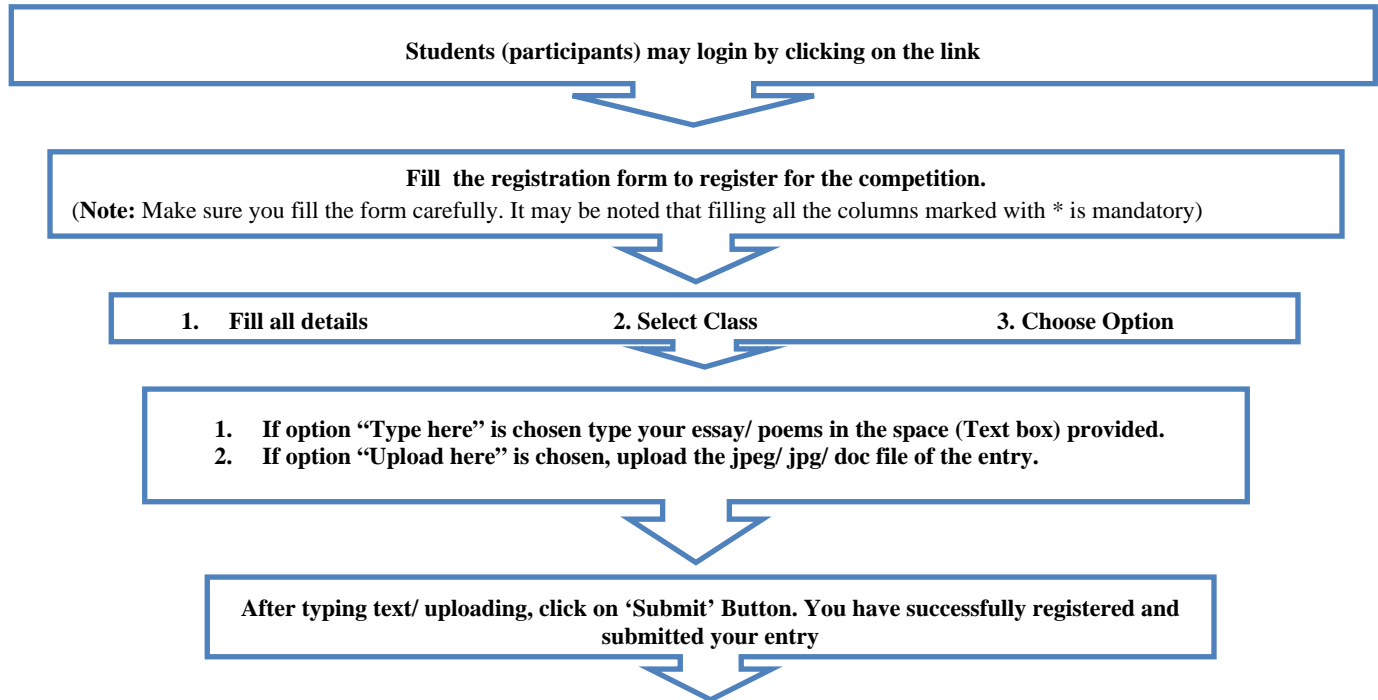 Students (participants) may login by clicking on the link
Fill the registration form to register for the competition.
(Note: Make sure you fill the form carefully. It may be noted that filling all the columns marked with * is mandatory)
1. Fill all details 2. Select Class 3. Choose Option
1. If option “Type here” is chosen type your essay/ poems in the space (Text box) provided.
2. If option “Upload here” is chosen, upload the jpeg/ jpg/ doc file of the entry.
After typing text/ uploading, click on ‘Submit’ Button. You have successfully registered and
submitted your entry